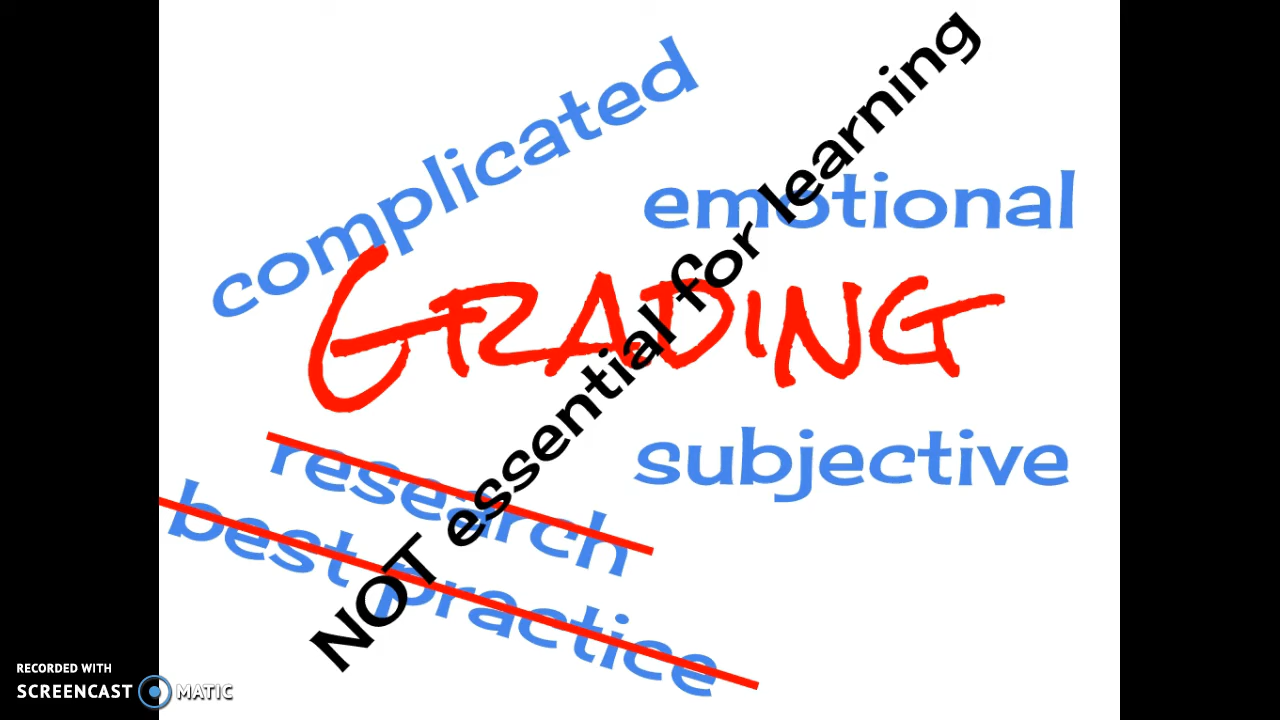 complicated
emotional
GRADING
NOT essential for learning
subjective
research
best practice
RECORDED WITH
SCREENCAST MATIC